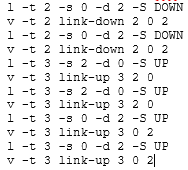 l -t 2 -s 0 -d 2 -S DOWN
v -t 2 link-down 2 0 2
l -t 2 -s 0 -d 2 -S DOWN
v -t 2 link-down 2 0 2
l -t 3 -s 2 -d 0 -S UP
v -t 3 link-up 3 2 0
l -t 3 -s 2 -d 0 -S UP
v -t 3 link-up 3 2 0
l -t 3 -s 0 -d 2 -S UP
v -t 3 link-up 3 0 2
l -t 3 -s 0 -d 2 -S UP
v -t 3 link-up 3 0 2